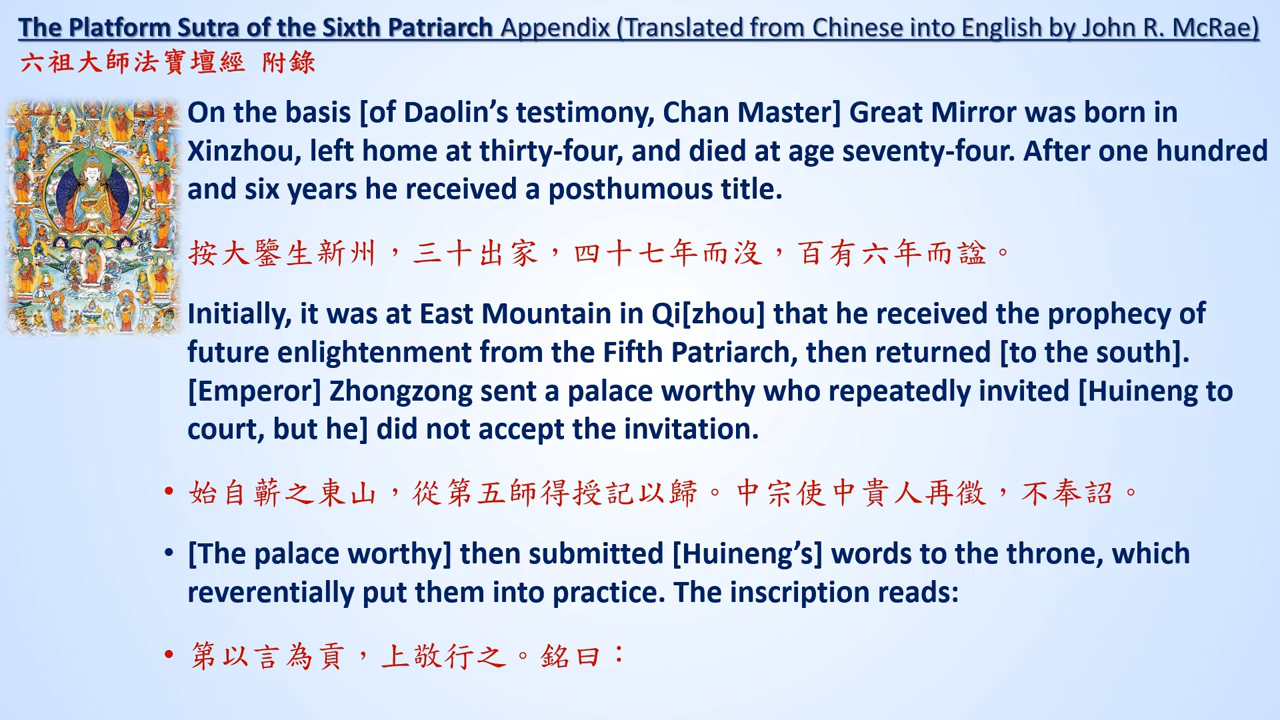 The Platform Sutra of the Sixth Patriarch Appendix (Translated from Chinese into English by John R. McRae)
六祖大師法寶壇經 附錄
On the basis [of Daolin’s testimony, Chan Master] Great Mirror was born in
Xinzhou, left home at thirty-four, and died at age seventy-four. After one hundred
and six years he received a posthumous title.
按大鑒生新州，三十出家，四十七年而沒，百有六年而諡。
Initially, it was at East Mountain in Qi[zhou] that he received the prophecy of
future enlightenment from the Fifth Patriarch, then returned [to the south].
[Emperor] Zhongzong sent a palace worthy who repeatedly invited [Huineng to
court, but he] did not accept the invitation.
• 始自蘄之東山，從第五師得授記以歸。中宗使中貴人再徵，不奉詔。
• [The palace worthy] then submitted [Huineng’s] words to the throne, which
reverentially put them into practice. The inscription reads:
• 第以言為貢，上敬行之。銘曰：